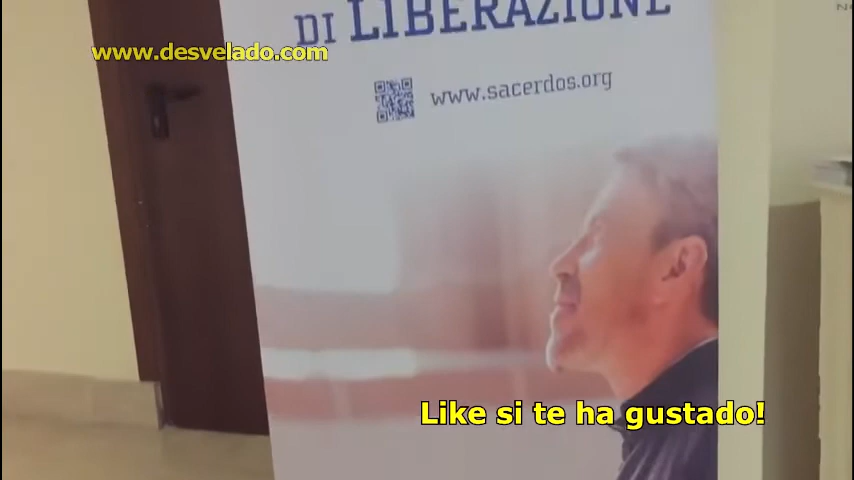 DI LIBERAZIONE
www.desvelado.com
www.sacerdos.org
Like si te ha gustado!